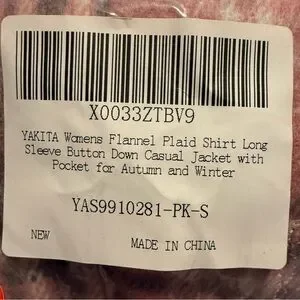 X0033ZTBV9
YAKITA Womens Flannel Plaid Shirt Long
Sleeve Button Down Casual Jacket with
Pocket for Autumn and Winter
YAS9910281-PK-S
NEW
MADE IN CHINA